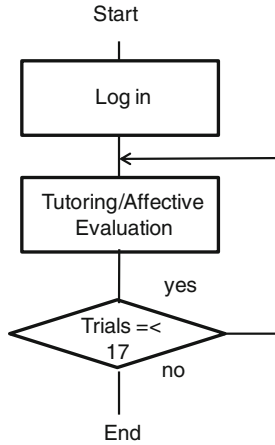 Start
Log in
Tutoring/Affective
Evaluation
yes
Trials =<
17
no
End